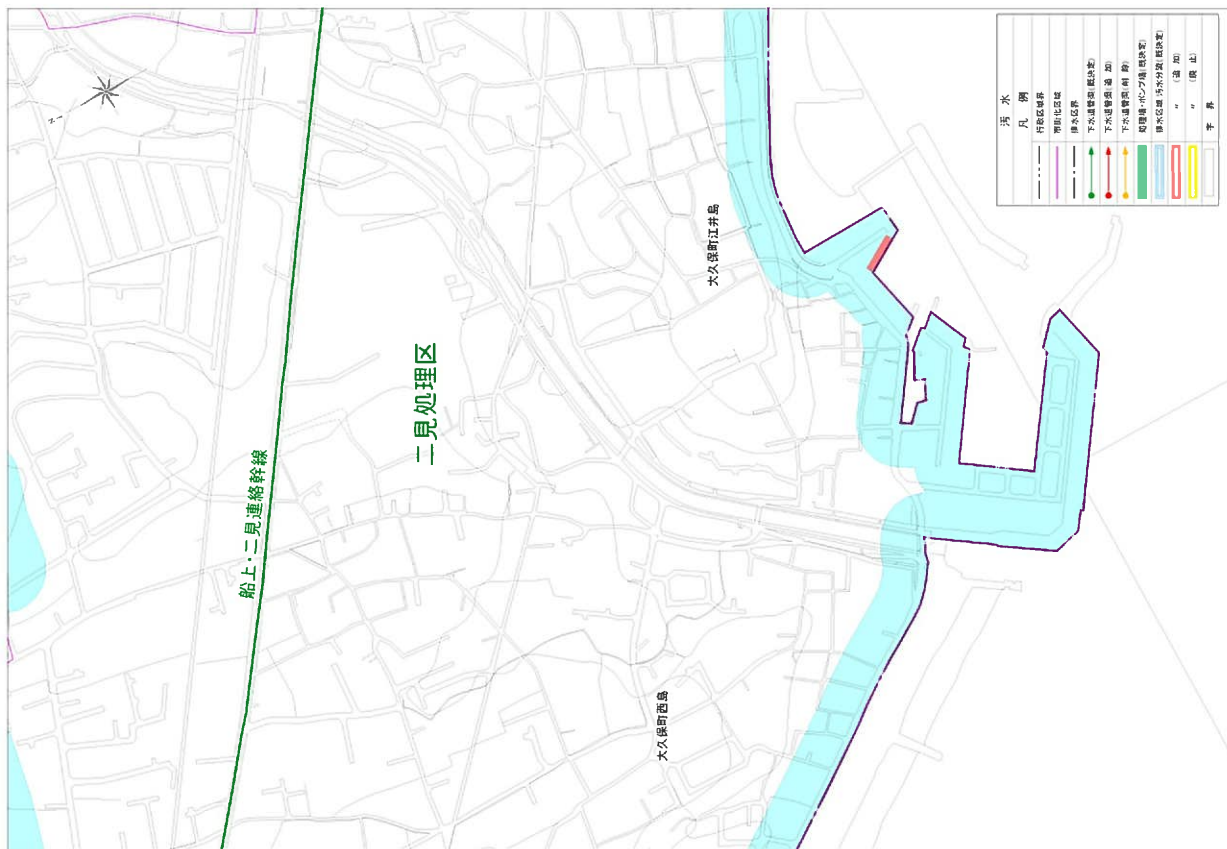 汚水
凡例
行政区域界
市街化区域
排水区界
下水道管渠(既決定)
下水道管渠(追 加)
下水道管渠(削 除)
処理場・ポンプ場(既決定)
排水区域 汚水分流(既決定)
〃 (追 加)
〃 (廃 止)
字 界
大久保町江井島
二見処理区
船上・二見連絡幹線
大久保町西島